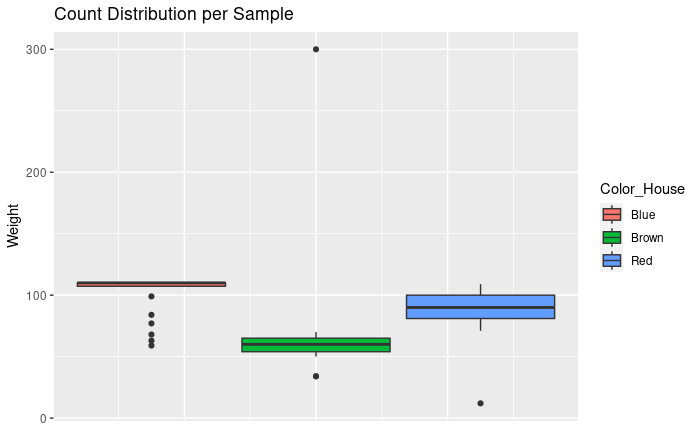 Count Distribution per Sample
300
200
100
0
Weight
Color_House
Blue
Brown
Red